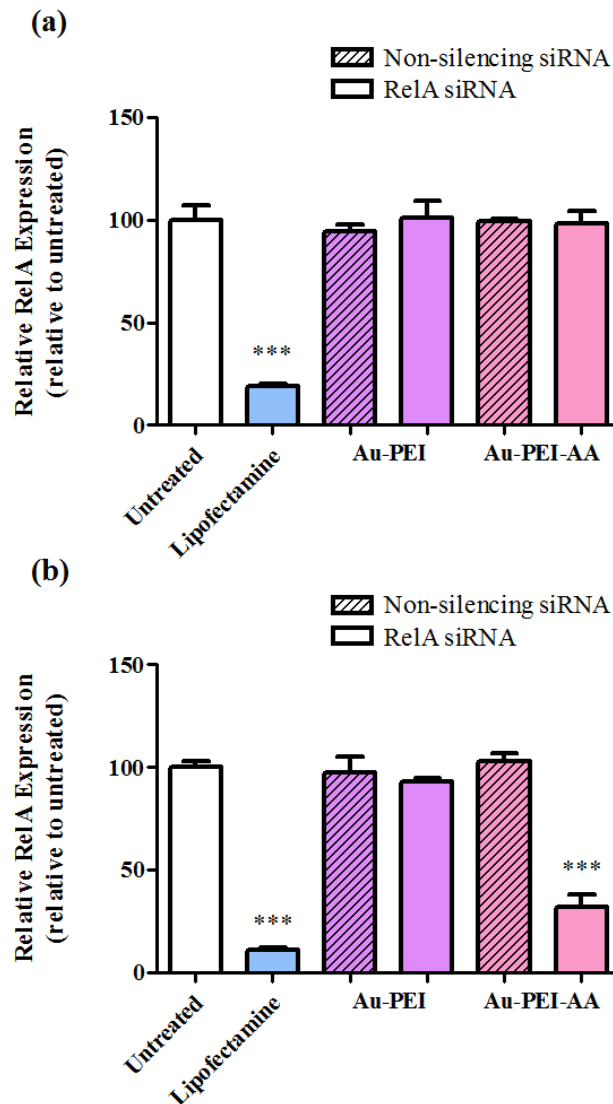 (a)
Non-silencing siRNA
RelA siRNA
Relative RelA Expression
(relative to untreated)
150
100
50
0
***
Untreated
Lipofectamine
Au-PEI
Au-PEI-AA
(b)
Non-silencing siRNA
RelA siRNA
Relative RelA Expression
(relative to untreated)
150
100
50
0
***
***
Untreated
Lipofectamine
Au-PEI
Au-PEI-AA